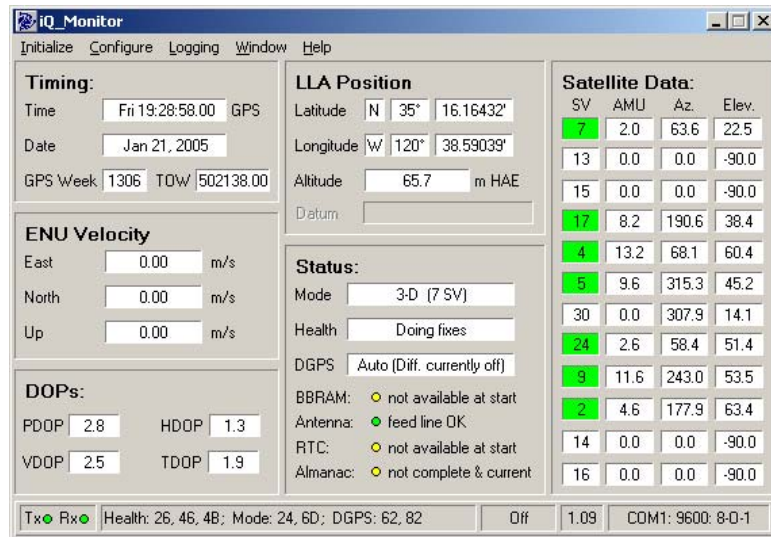 iQ_Monitor
Initialize Configure Logging Window Help
Timing:
Time Fri 19:28:58.00 GPS
Date Jan 21, 2005
GPS Week 1306 TOW 502138.00
ENU Velocity
East 0.00 m/s
North 0.00 m/s
Up 0.00 m/s
DOPs:
PDOP 2.8 HDOP 1.3
VDOP 2.5 TDOP 1.9
LLA Position
Latitude N 35° 16.16432'
Longitude W 120° 38.59039'
Altitude 65.7 m HAE
Datum
Status:
Mode 3-D (7 SV)
Health Doing fixes
DGPS Auto (Diff. currently off)
BBRAM: not available at start
Antenna: feed line OK
RTC: not available at start
Almanac: not complete & current
Satellite Data:
SV AMU Az. Elev.
7 2.0 63.6 22.5
13 0.0 0.0 -90.0
15 0.0 0.0 -90.0
17 8.2 190.6 38.4
4 13.2 68.1 60.4
5 9.6 315.3 45.2
30 0.0 307.9 14.1
24 2.6 58.4 51.4
9 11.6 243.0 53.5
2 4.6 177.9 63.4
14 0.0 0.0 -90.0
16 0.0 0.0 -90.0
Tx Rx Health: 26, 46, 4B; Mode: 24, 6D; DGPS: 62, 82 Off 1.09 COM1: 9600: 8-O-1